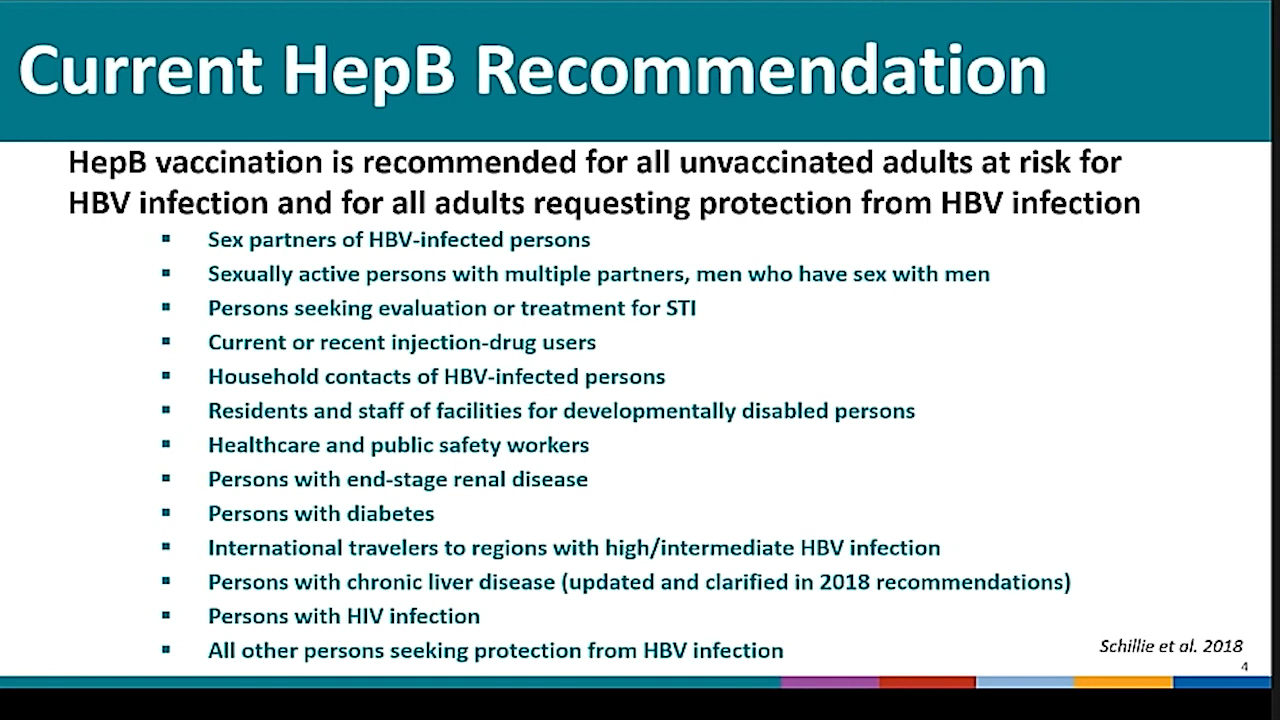 Current HepB Recommendation
HepB vaccination is recommended for all unvaccinated adults at risk for
HBV infection and for all adults requesting protection from HBV infection
▪ Sex partners of HBV-infected persons
▪ Sexually active persons with multiple partners, men who have sex with men
▪ Persons seeking evaluation or treatment for STI
▪ Current or recent injection-drug users
▪ Household contacts of HBV-infected persons
▪ Residents and staff of facilities for developmentally disabled persons
▪ Healthcare and public safety workers
▪ Persons with end-stage renal disease
▪ Persons with diabetes
▪ International travelers to regions with high/intermediate HBV infection
▪ Persons with chronic liver disease (updated and clarified in 2018 recommendations)
▪ Persons with HIV infection
▪ All other persons seeking protection from HBV infection
Schillie et al. 2018
4